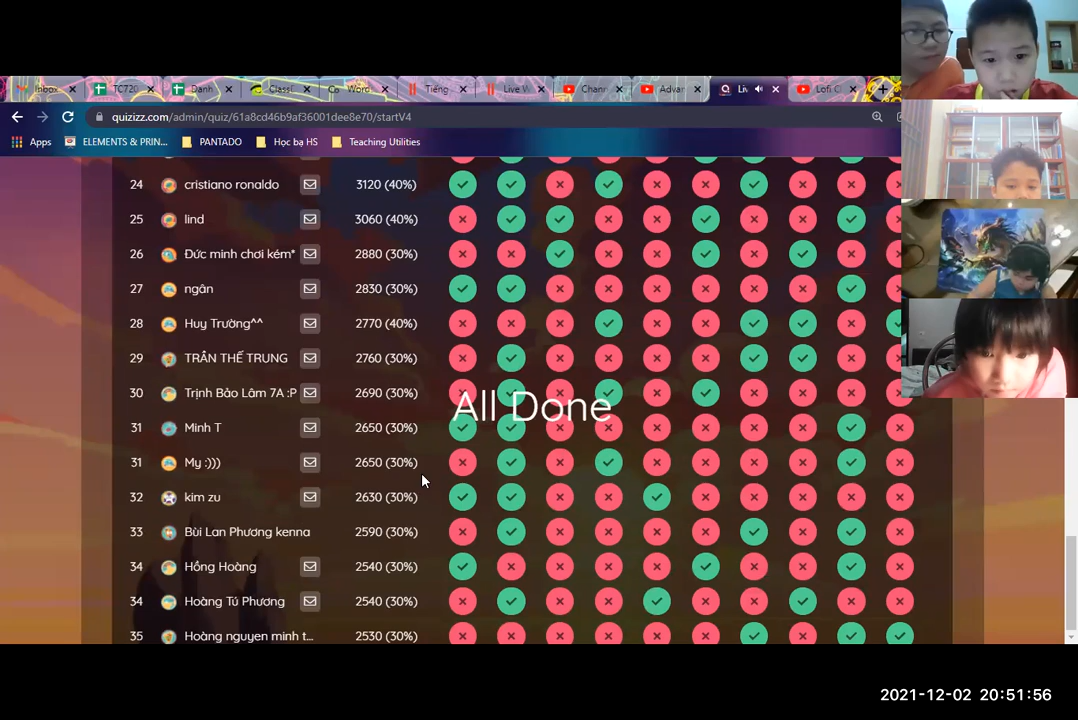 Inbox TC720 Danh Classi Word Tiếng Live W Chann Advar Liv Lofi C
quizizz.com/admin/quiz/61a8cd46b9af36001dee8e70/startV4
Apps ELEMENTS & PRIN... PANTADO Học bạ HS Teaching Utilities
24 cristiano ronaldo 3120 (40%)
25 lind 3060 (40%)
26 Đức minh chơi kém* 2880 (30%)
27 ngân 2830 (30%)
28 Huy Trường^^ 2770 (40%)
29 TRẦN THẾ TRUNG 2760 (30%)
30 Trịnh Bảo Lâm 7A :P 2690 (30%)
All Done
31 Minh T 2650 (30%)
31 My :))) 2650 (30%)
32 kim zu 2630 (30%)
33 Bùi Lan Phương kenna 2590 (30%)
34 Hồng Hoàng 2540 (30%)
34 Hoàng Tú Phương 2540 (30%)
35 Hoàng nguyen minh t... 2530 (30%)
2021-12-02 20:51:56